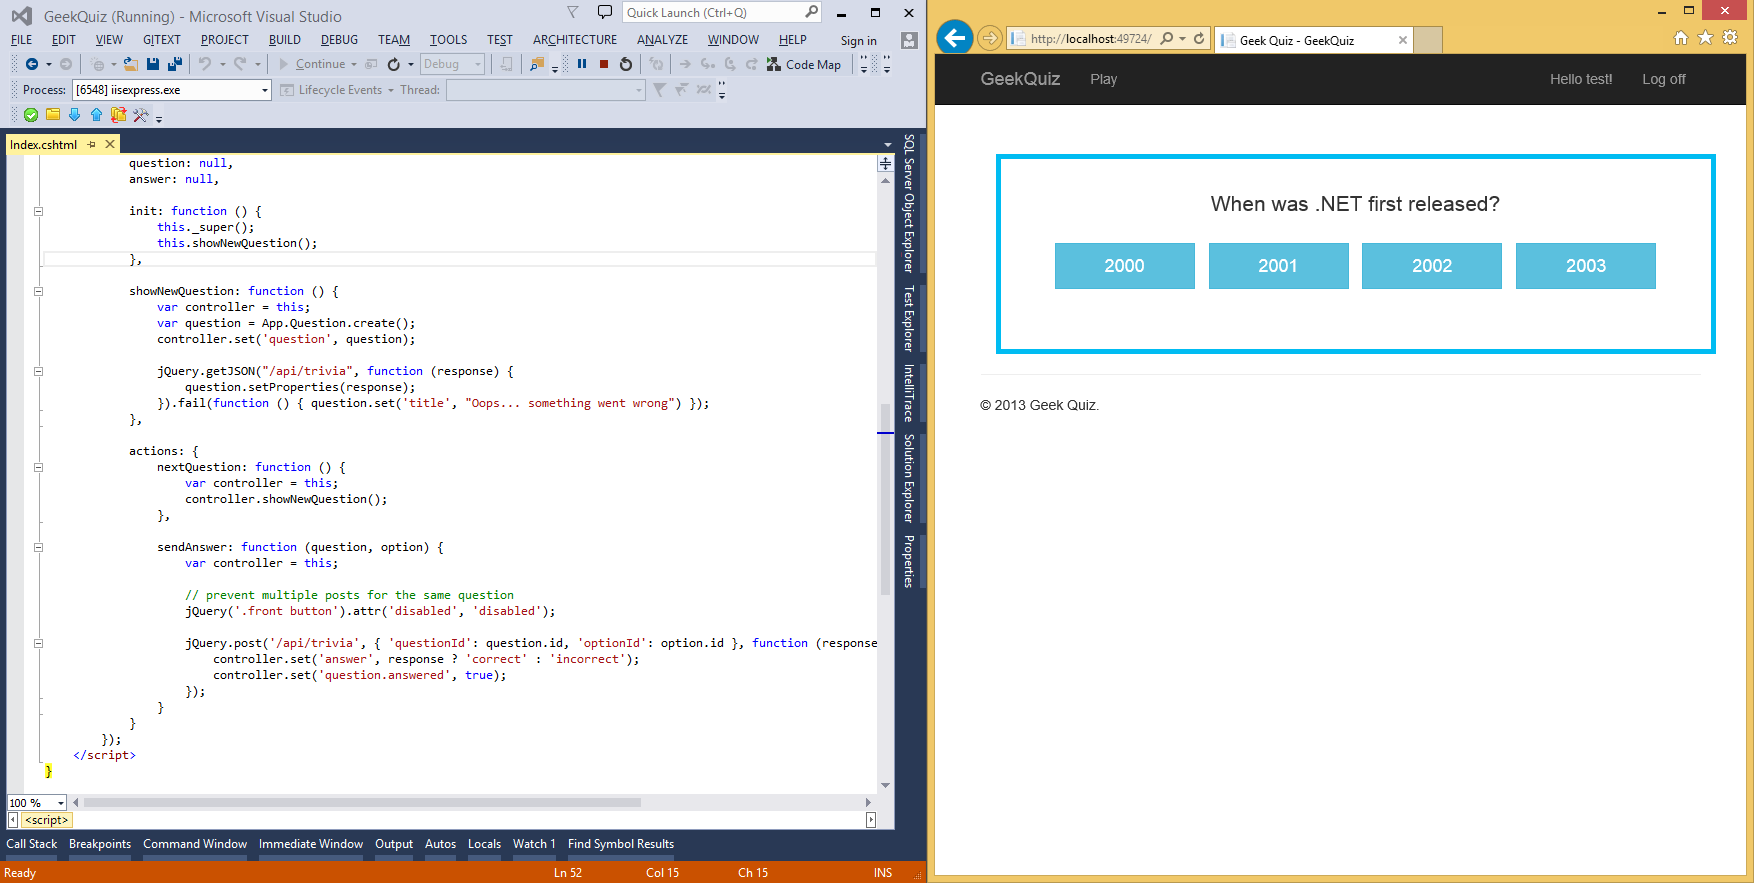 GeekQuiz (Running) - Microsoft Visual Studio
Quick Launch (Ctrl+Q)
FILE EDIT VIEW GITEXT PROJECT BUILD DEBUG TEAM TOOLS TEST ARCHITECTURE ANALYZE WINDOW HELP Sign in
Continue Debug Code Map
Process: [6548] iisexpress.exe Lifecycle Events Thread:
Index.cshtml
question: null,
answer: null,
init: function () {
this._super();
this.showNewQuestion();
},
showNewQuestion: function () {
var controller = this;
var question = App.Question.create();
controller.set('question', question);
jQuery.getJSON("/api/trivia", function (response) {
question.setProperties(response);
}).fail(function () { question.set('title', "Oops... something went wrong") });
},
actions: {
nextQuestion: function () {
var controller = this;
controller.showNewQuestion();
},
sendAnswer: function (question, option) {
var controller = this;
// prevent multiple posts for the same question
jQuery('.front button').attr('disabled', 'disabled');
jQuery.post('/api/trivia', { 'questionId': question.id, 'optionId': option.id }, function (response
controller.set('answer', response ? 'correct' : 'incorrect');
controller.set('question.answered', true);
});
}
}
});
</script>
}
100 %
<script>
SQL Server Object Explorer
Test Explorer
IntelliTrace
Solution Explorer
Properties
Call Stack Breakpoints Command Window Immediate Window Output Autos Locals Watch 1 Find Symbol Results
Ready Ln 52 Col 15 Ch 15 INS
http://localhost:49724/
Geek Quiz - GeekQuiz
GeekQuiz Play Hello test! Log off
When was .NET first released?
2000 2001 2002 2003
© 2013 Geek Quiz.